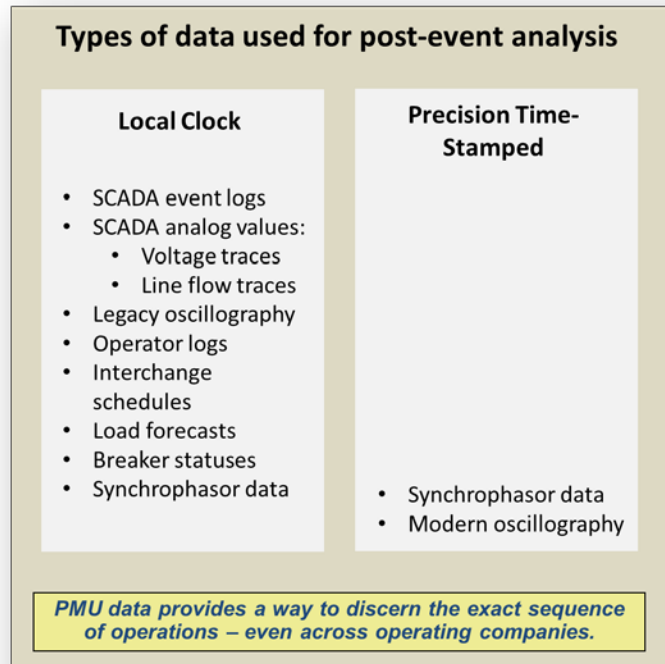 Types of data used for post-event analysis
Local Clock
• SCADA event logs
• SCADA analog values:
• Voltage traces
• Line flow traces
• Legacy oscillography
• Operator logs
• Interchange
schedules
• Load forecasts
• Breaker statuses
• Synchrophasor data
Precision Time-
Stamped
• Synchrophasor data
• Modern oscillography
PMU data provides a way to discern the exact sequence
of operations – even across operating companies.